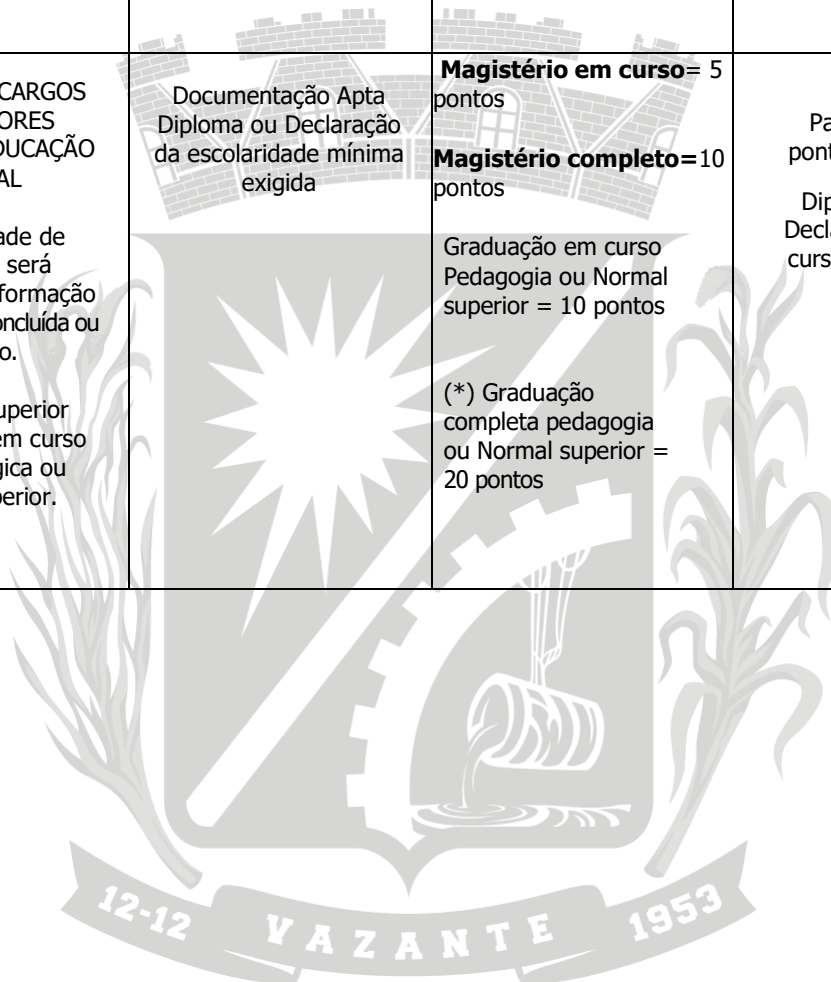 CARGOS
ORES
DUCAÇÃO
AL
ade de
será
formação
oncluída ou
o.
uperior
em curso
gica ou
erior.
Documentação Apta
Diploma ou Declaração
da escolaridade mínima
exigida
Magistério em curso= 5
pontos
Magistério completo=10
pontos
Graduação em curso
Pedagogia ou Normal
superior = 10 pontos
(*) Graduação
completa pedagogia
ou Normal superior =
20 pontos
Pa
pont
Dip
Decla
curs
12-12 VAZANTE 1953